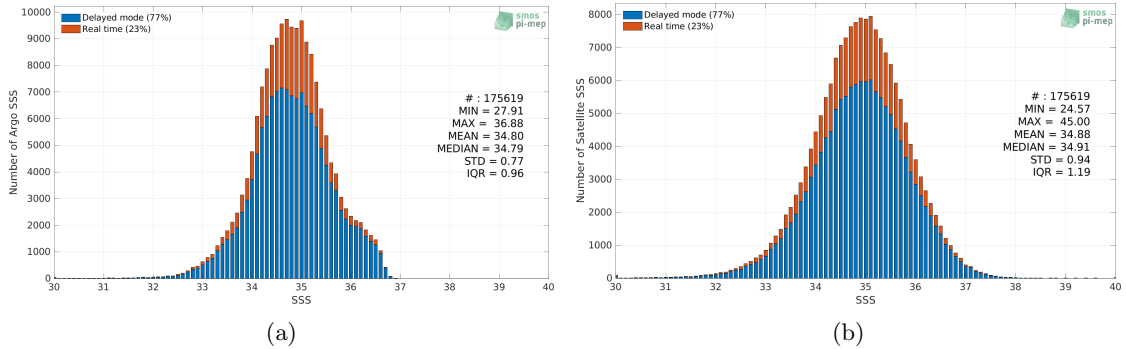 Delayed mode (77%)
Real time (23%)
smos
pi-mep
Number of Argo SSS
10000
9000
8000
7000
6000
5000
4000
3000
2000
1000
0
# : 175619
MIN = 27.91
MAX = 36.88
MEAN = 34.80
MEDIAN = 34.79
STD = 0.77
IQR = 0.96
30 31 32 33 34 35 36 37 38 39 40
SSS
(a)
Delayed mode (77%)
Real time (23%)
smos
pi-mep
Number of Satellite SSS
8000
7000
6000
5000
4000
3000
2000
1000
0
# : 175619
MIN = 24.57
MAX = 45.00
MEAN = 34.88
MEDIAN = 34.91
STD = 0.94
IQR = 1.19
30 31 32 33 34 35 36 37 38 39 40
SSS
(b)